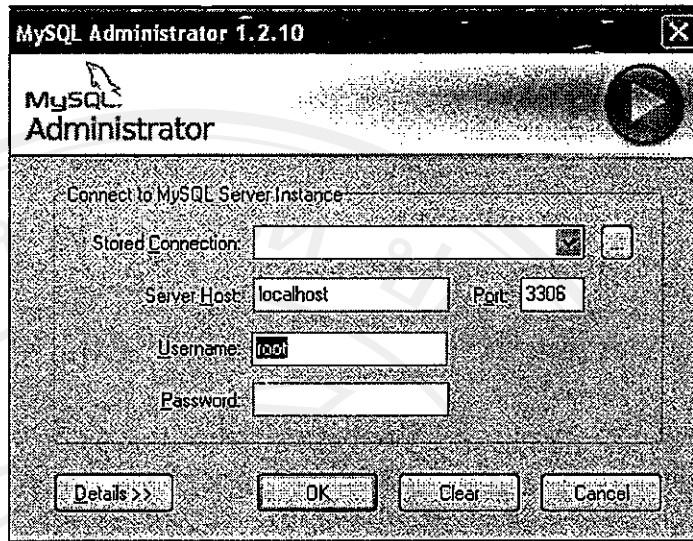 MySQL Administrator 1.2.10
MySQL
Administrator
Connect to MySQL Server Instance
Stored Connection:
...
Server Host: localhost Port: 3306
Username: root
Password:
Details >> OK Clear Cancel